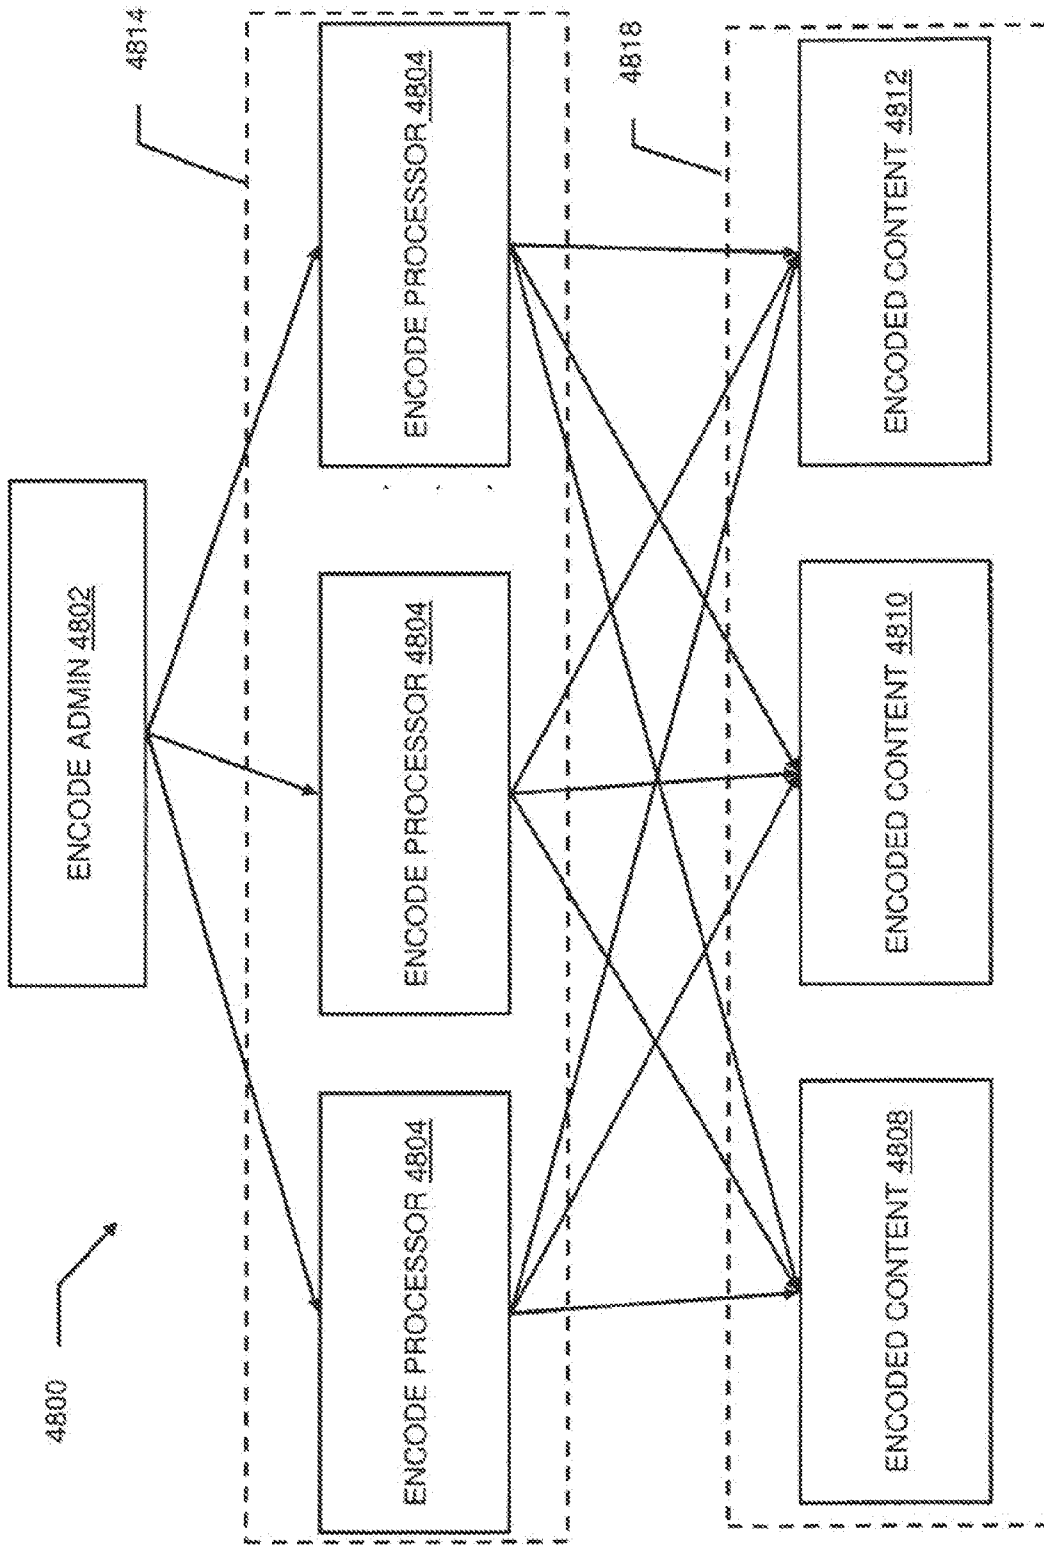 4800
ENCODE ADMIN 4802
4814
ENCODE PROCESSOR 4804
ENCODE PROCESSOR 4804
. . .
ENCODE PROCESSOR 4804
4818
ENCODED CONTENT 4808
ENCODED CONTENT 4810
ENCODED CONTENT 4812